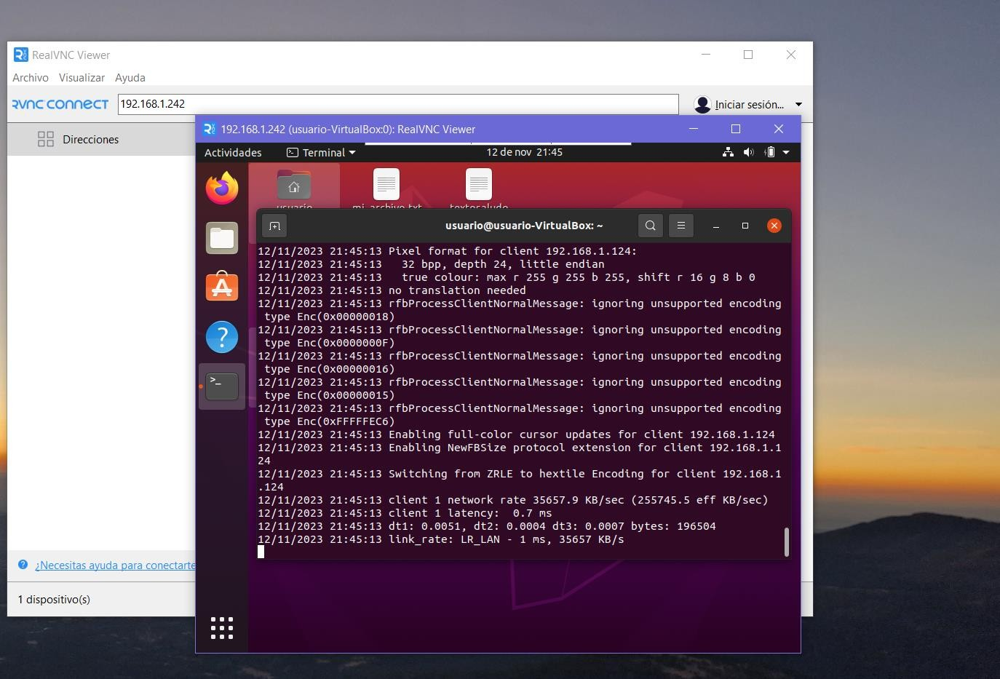 RealVNC Viewer
Archivo Visualizar Ayuda
RVNC CONNECT 192.168.1.242 Iniciar sesión...
192.168.1.242 (usuario-VirtualBox:0): RealVNC Viewer
Direcciones
Actividades Terminal 12 de nov 21:45
usuario mi_archivo.txt textosaludo
usuario@usuario-VirtualBox: ~
12/11/2023 21:45:13 Pixel format for client 192.168.1.124:
12/11/2023 21:45:13   32 bpp, depth 24, little endian
12/11/2023 21:45:13   true colour: max r 255 g 255 b 255, shift r 16 g 8 b 0
12/11/2023 21:45:13 no translation needed
12/11/2023 21:45:13 rfbProcessClientNormalMessage: ignoring unsupported encoding
type Enc(0x00000018)
12/11/2023 21:45:13 rfbProcessClientNormalMessage: ignoring unsupported encoding
type Enc(0x0000000F)
12/11/2023 21:45:13 rfbProcessClientNormalMessage: ignoring unsupported encoding
type Enc(0x00000016)
12/11/2023 21:45:13 rfbProcessClientNormalMessage: ignoring unsupported encoding
type Enc(0x00000015)
12/11/2023 21:45:13 rfbProcessClientNormalMessage: ignoring unsupported encoding
type Enc(0xFFFFFEC6)
12/11/2023 21:45:13 Enabling full-color cursor updates for client 192.168.1.124
12/11/2023 21:45:13 Enabling NewFBSize protocol extension for client 192.168.1.1
24
12/11/2023 21:45:13 Switching from ZRLE to hextile Encoding for client 192.168.1
.124
12/11/2023 21:45:13 client 1 network rate 35657.9 KB/sec (255745.5 eff KB/sec)
12/11/2023 21:45:13 client 1 latency:  0.7 ms
12/11/2023 21:45:13 dt1: 0.0051, dt2: 0.0004 dt3: 0.0007 bytes: 196504
12/11/2023 21:45:13 link_rate: LR_LAN - 1 ms, 35657 KB/s
¿Necesitas ayuda para conectarte
1 dispositivo(s)